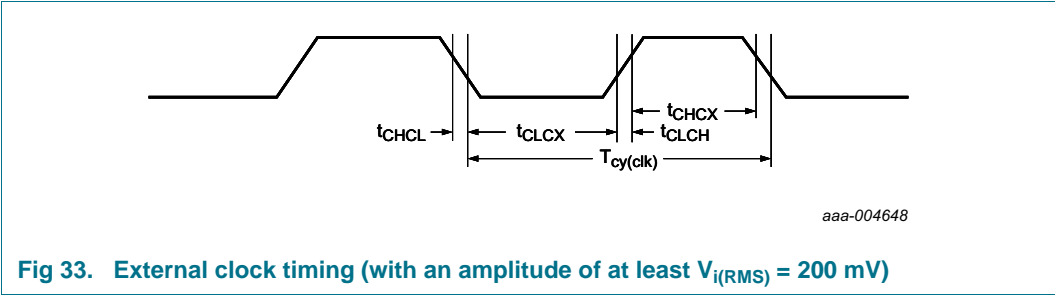 tCHCX
tCHCL tCLCX tCLCH
Tcy(clk)
aaa-004648
Fig 33. External clock timing (with an amplitude of at least Vi(RMS) = 200 mV)